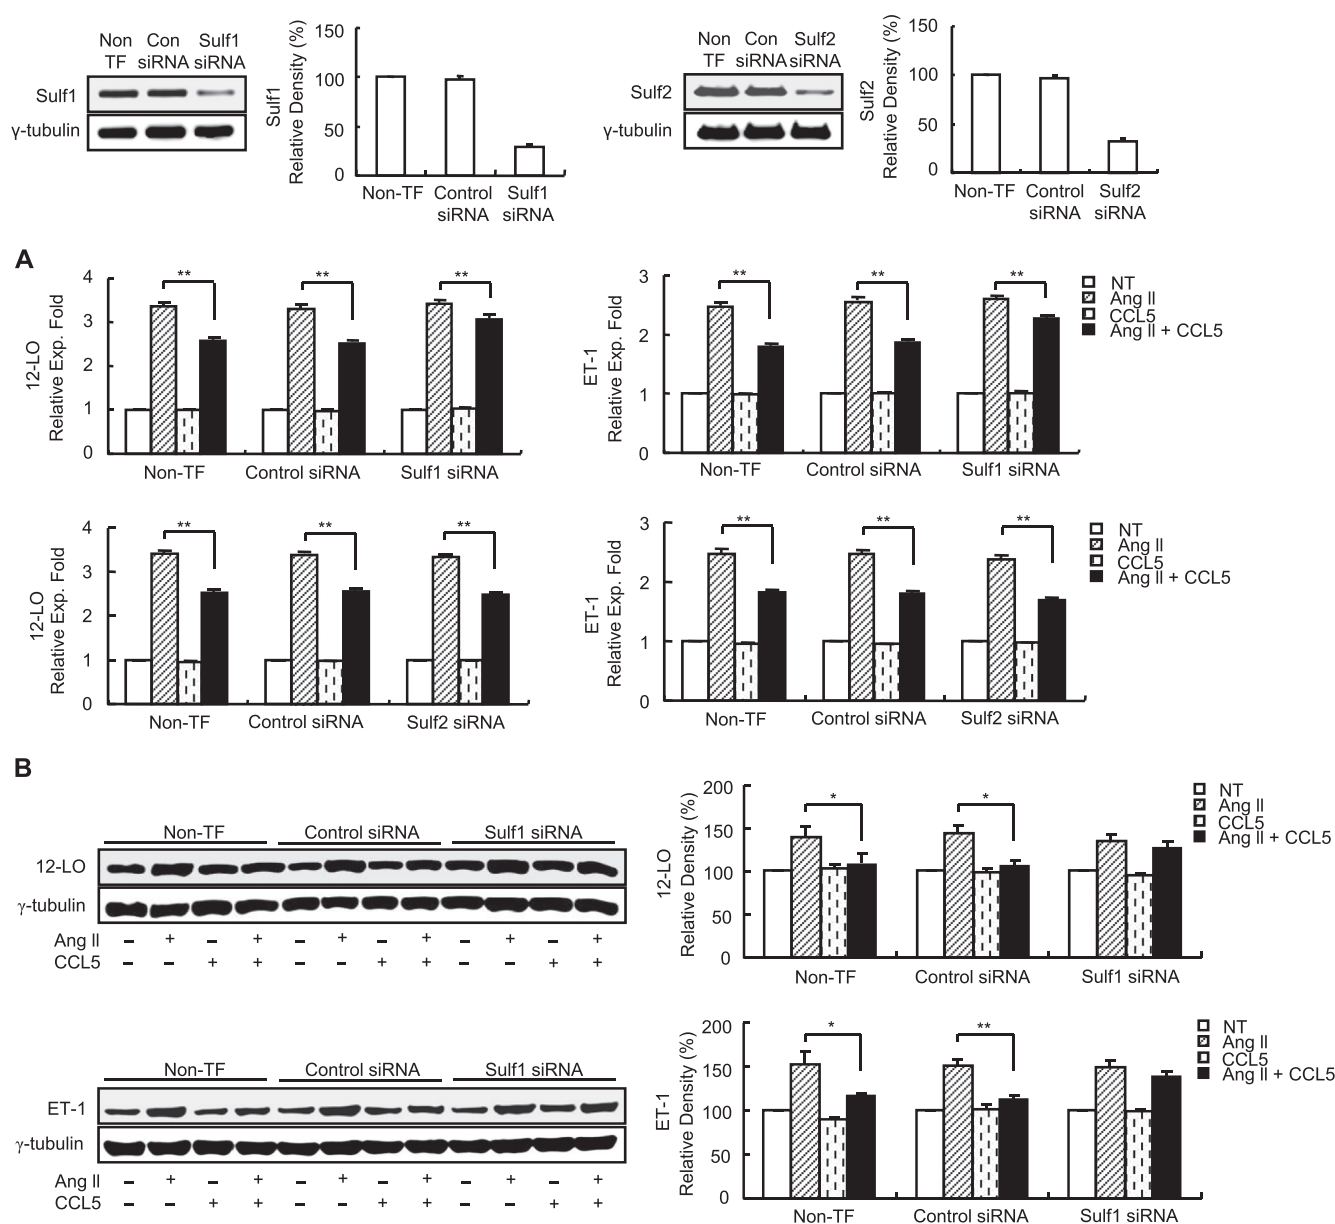 Non Con Sulf1
TF siRNA siRNA
Sulf1
γ-tubulin
Sulf1
Relative Density (%)
150
100
50
0
Non-TF Control Sulf1
siRNA siRNA
Non Con Sulf2
TF siRNA siRNA
Sulf2
γ-tubulin
Sulf2
Relative Density (%)
150
100
50
0
Non-TF Control Sulf2
siRNA siRNA
A
12-LO
Relative Exp. Fold
4
3
2
1
0
** ** **
Non-TF Control siRNA Sulf1 siRNA
ET-1
Relative Exp. Fold
3
2
1
0
** ** **
Non-TF Control siRNA Sulf1 siRNA
NT
Ang II
CCL5
Ang II + CCL5
12-LO
Relative Exp. Fold
4
3
2
1
0
** ** **
Non-TF Control siRNA Sulf2 siRNA
ET-1
Relative Exp. Fold
3
2
1
0
** ** **
Non-TF Control siRNA Sulf2 siRNA
NT
Ang II
CCL5
Ang II + CCL5
B
Non-TF Control siRNA Sulf1 siRNA
12-LO
γ-tubulin
Ang II – + – + – + – + – + – +
CCL5 – – + + – – + + – – + +
12-LO
Relative Density (%)
200
150
100
50
0
* *
Non-TF Control siRNA Sulf1 siRNA
NT
Ang II
CCL5
Ang II + CCL5
Non-TF Control siRNA Sulf1 siRNA
ET-1
γ-tubulin
Ang II – + – + – + – + – + – +
CCL5 – – + + – – + + – – + +
ET-1
Relative Density (%)
200
150
100
50
0
* **
Non-TF Control siRNA Sulf1 siRNA
NT
Ang II
CCL5
Ang II + CCL5